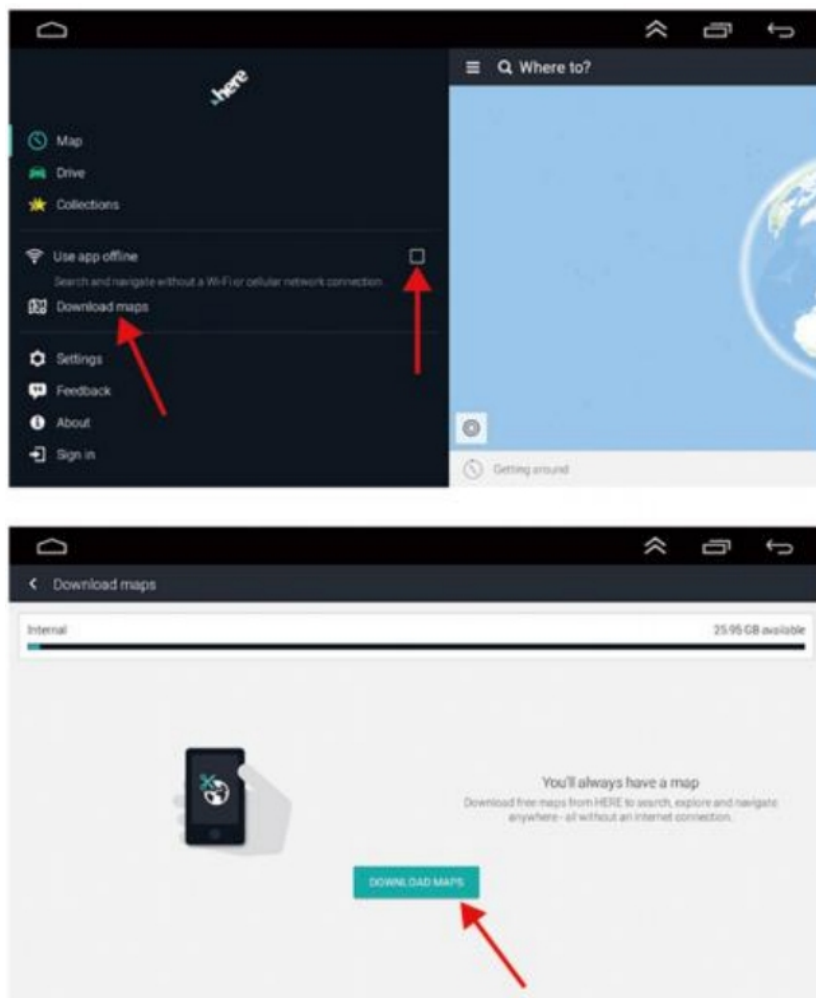 here
Where to?
Map
Drive
Collections
Use app offline
Search and navigate without a Wi-Fi or cellular network connection.
Download maps
Settings
Feedback
About
Sign in
Getting around
Download maps
Internal
25.95 GB available
You'll always have a map
Download free maps from HERE to search, explore and navigate
anywhere - all without an internet connection.
DOWNLOAD MAPS